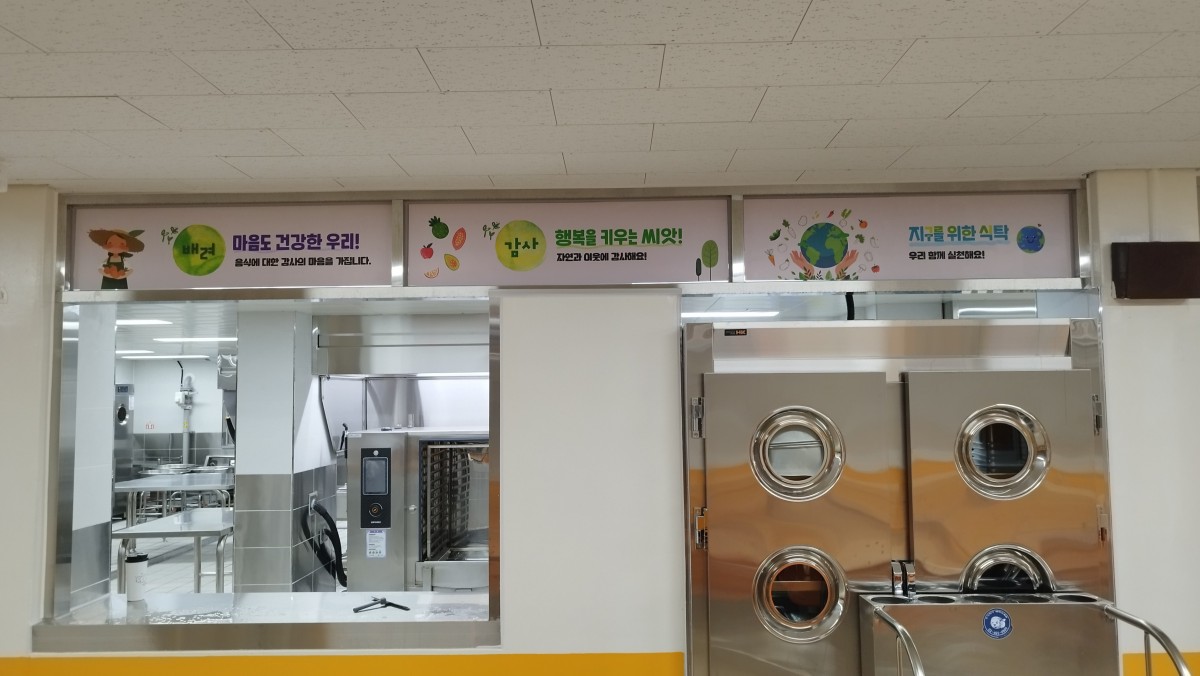 배려
마음도 건강한 우리!
음식에 대한 감사의 마음을 가집니다.
감사
행복을 키우는 씨앗!
자연과 이웃에 감사해요!
지구를 위한 식탁
우리 함께 실천해요!